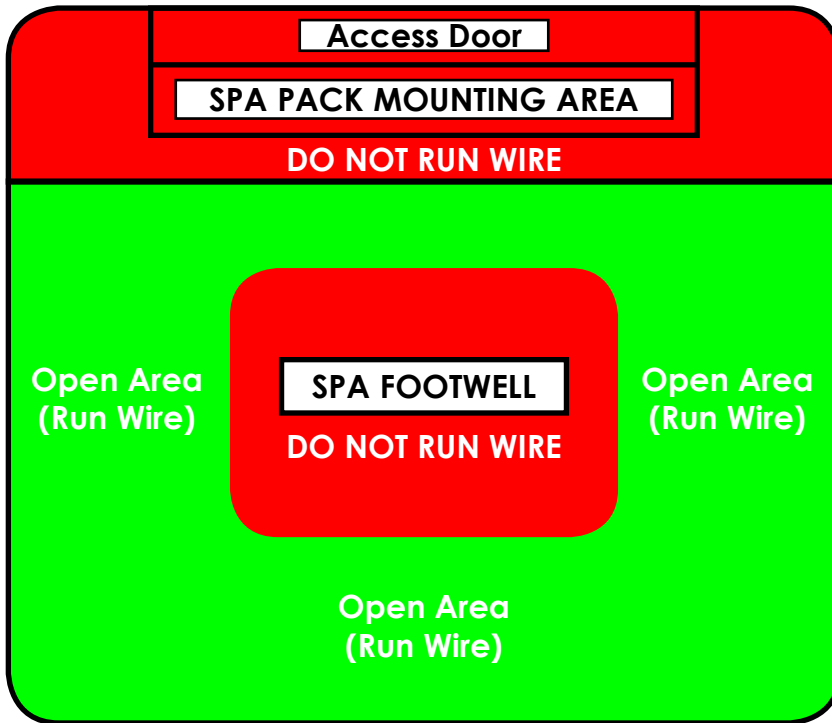 Access Door
SPA PACK MOUNTING AREA
DO NOT RUN WIRE
Open Area
(Run Wire)
SPA FOOTWELL
DO NOT RUN WIRE
Open Area
(Run Wire)
Open Area
(Run Wire)